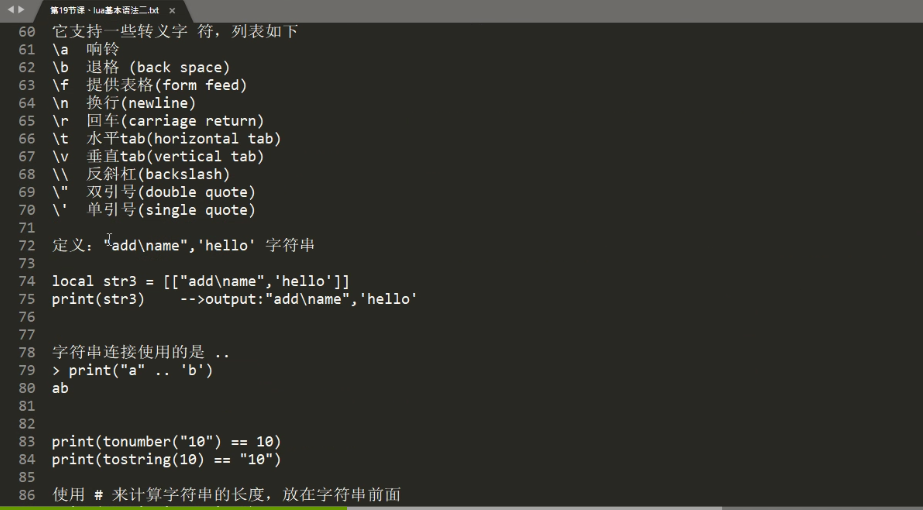 第19节课、lua基本语法二.txt ×
60 它支持一些转义字 符，列表如下
61 \a 响铃
62 \b 退格 (back space)
63 \f 提供表格(form feed)
64 \n 换行(newline)
65 \r 回车(carriage return)
66 \t 水平tab(horizontal tab)
67 \v 垂直tab(vertical tab)
68 \\ 反斜杠(backslash)
69 \" 双引号(double quote)
70 \' 单引号(single quote)
71
72 定义："add\name",'hello' 字符串
73
74 local str3 = [["add\name",'hello']]
75 print(str3) -->output:"add\name",'hello'
76
77
78 字符串连接使用的是 ..
79 > print("a" .. 'b')
80 ab
81
82
83 print(tonumber("10") == 10)
84 print(tostring(10) == "10")
85
86 使用 # 来计算字符串的长度，放在字符串前面